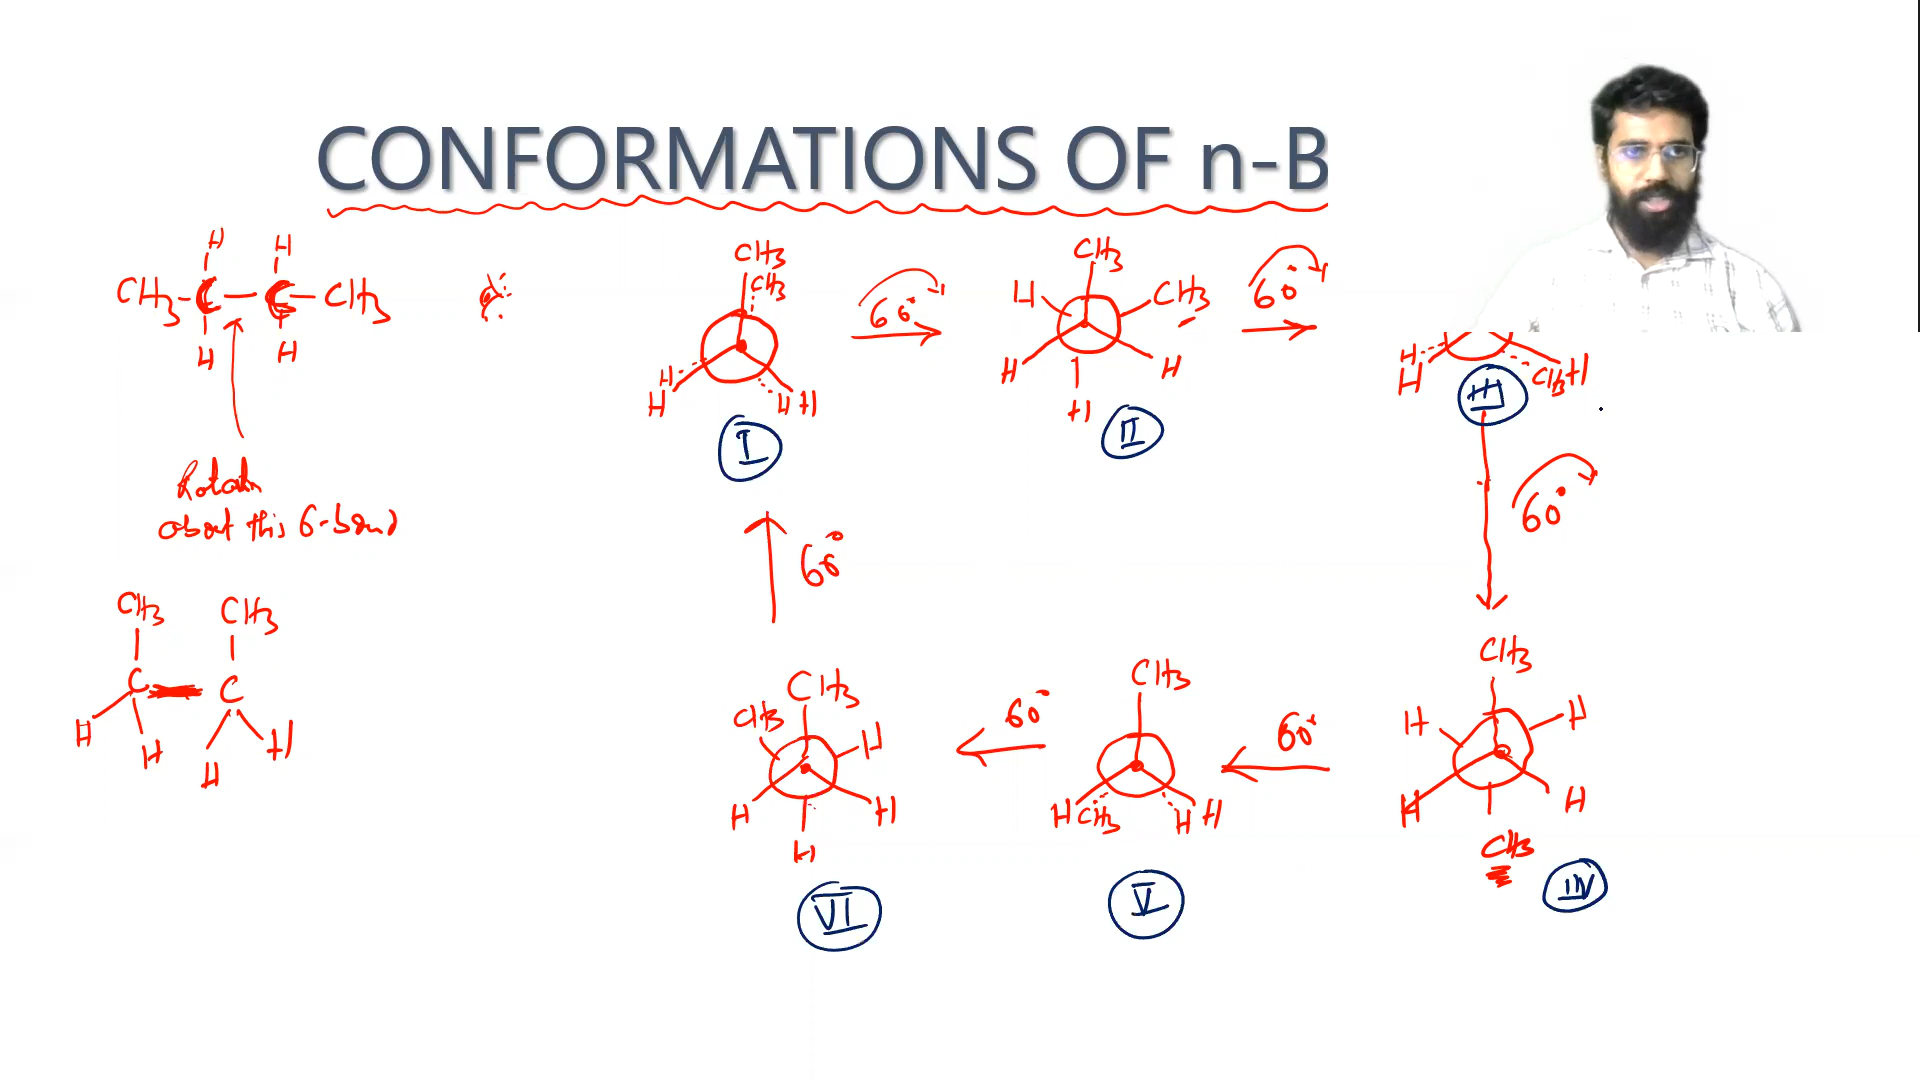 CONFORMATIONS OF n-B
H H
CH3-C-C-CH3
H H
about this σ-bond
CH3 CH3
C C
H H H H
CH3
CH3
H H
H H
I
60°
CH3
H CH3
H H
H
II
60°
H CH3 H
H
III
60°
CH3
H H
H H
CH3
IV
60°
CH3
H CH3 H H
V
60°
CH3
CH3 H
H H
H
VI
60°